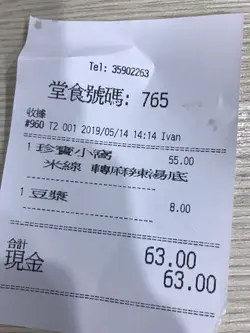 Tel: 35902263
堂食號碼: 765
收據
#960 T2 001 2019/05/14 14:14 Ivan
1 珍寶小窩 55.00
米線 轉麻辣湯底
1 豆漿 8.00
合計 63.00
現金 63.00